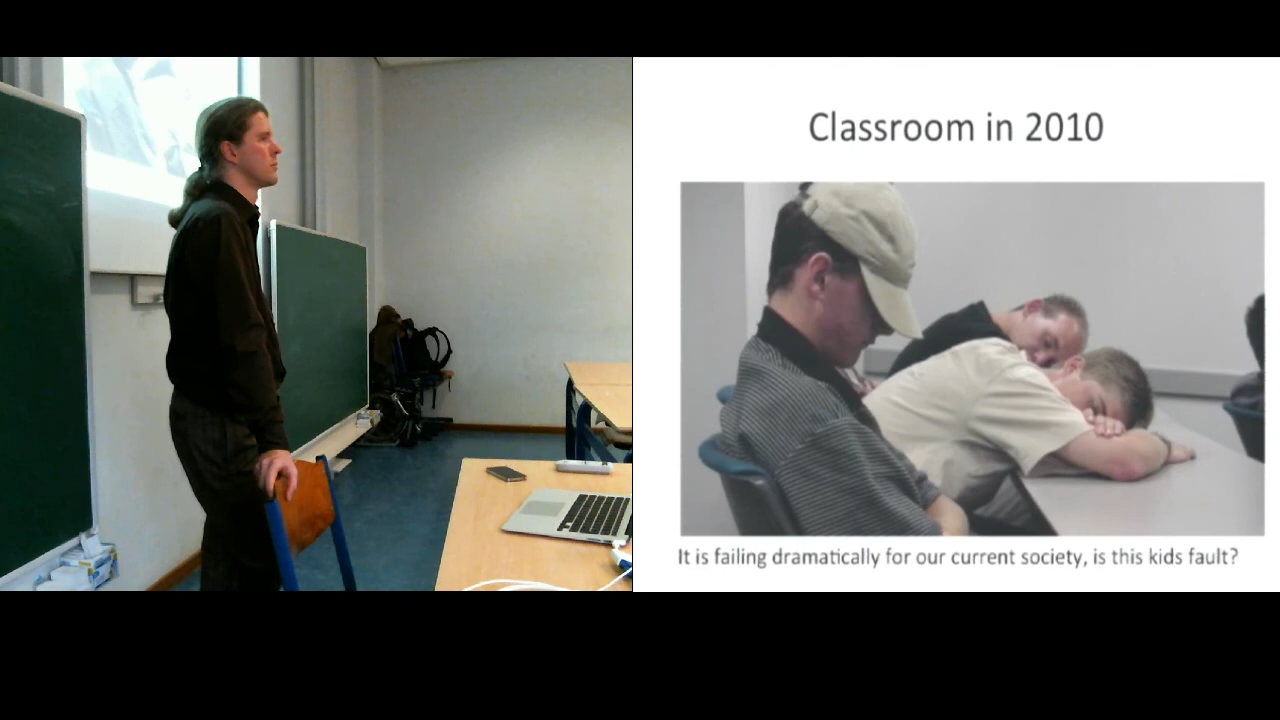 Classroom in 2010
It is failing dramatically for our current society, is this kids fault?